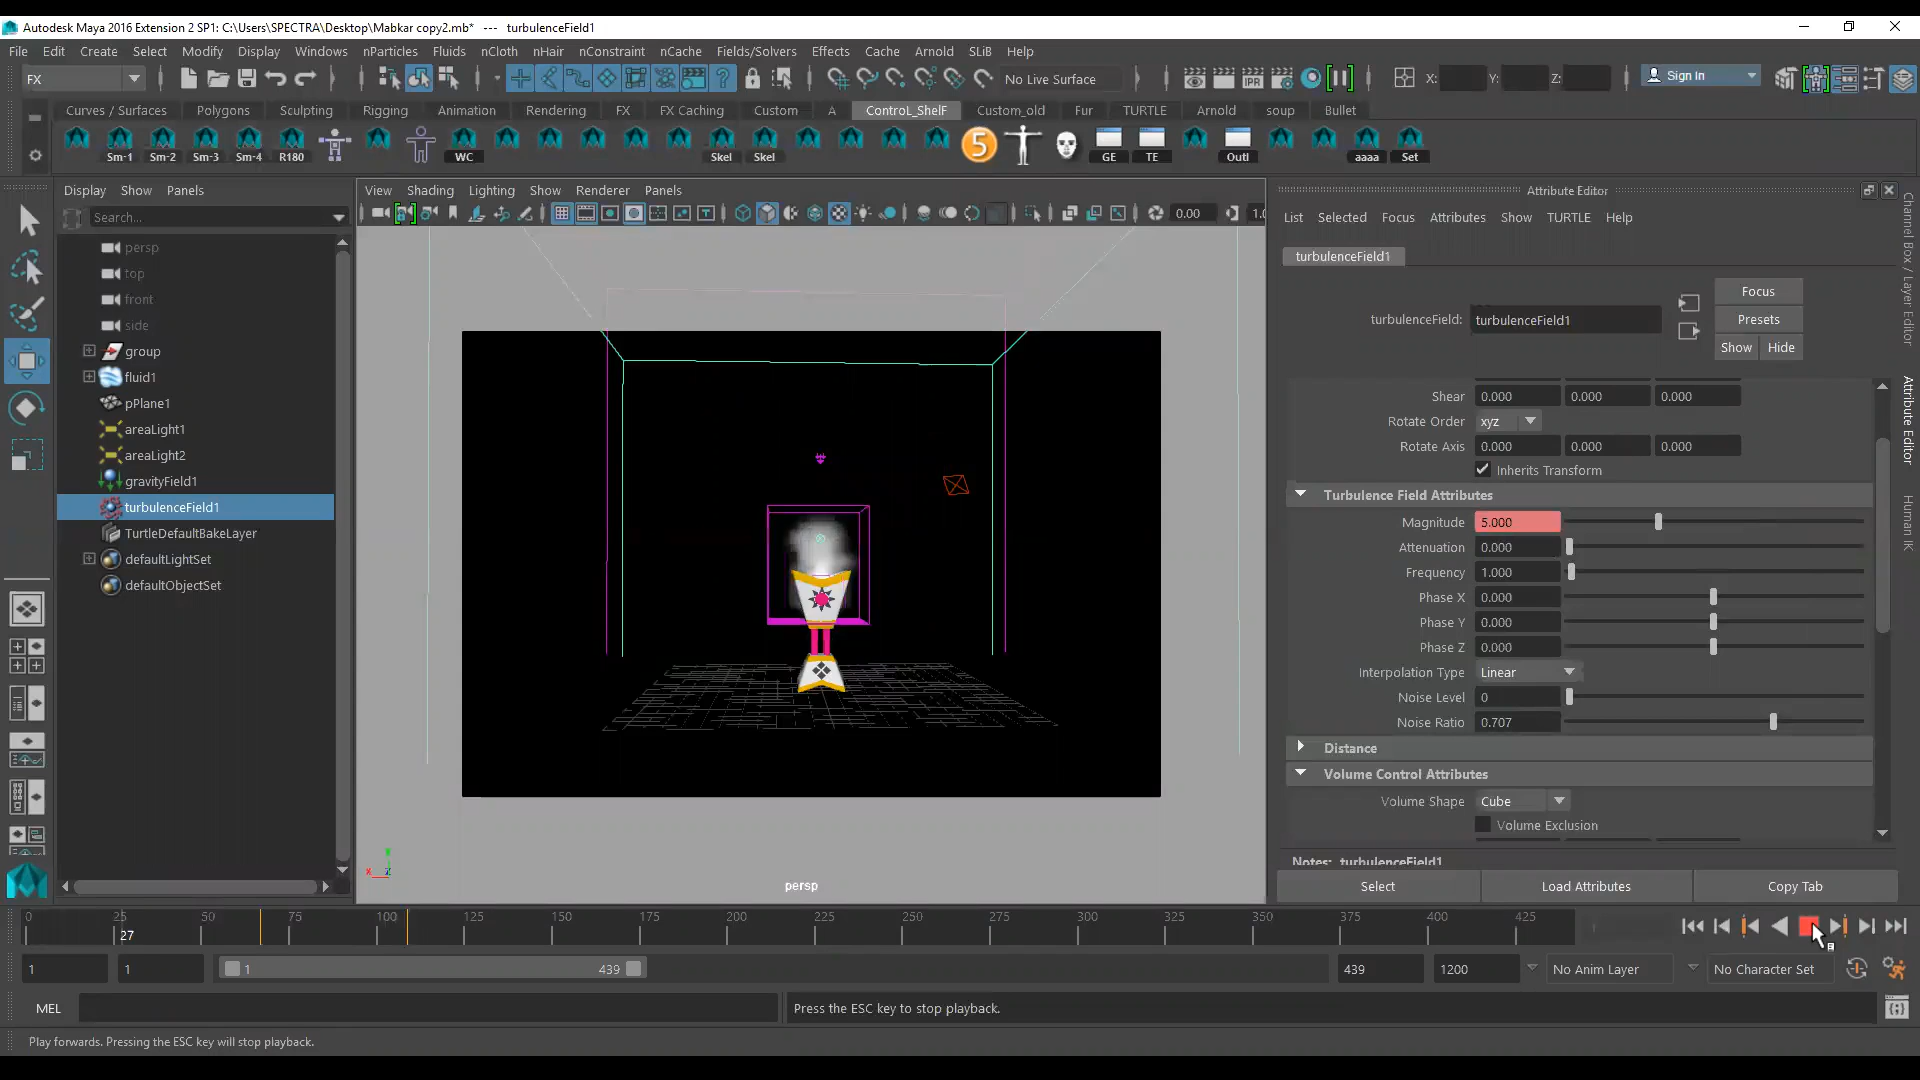 Autodesk Maya 2016 Extension 2 SP1: C:\Users\SPECTRA\Desktop\Mabkar copy2.mb* --- turbulenceField1
File Edit Create Select Modify Display Windows nParticles Fluids nCloth nHair nConstraint nCache Fields/Solvers Effects Cache Arnold SLiB Help
FX No Live Surface X: Y: Z: Sign In
Curves / Surfaces Polygons Sculpting Rigging Animation Rendering FX FX Caching Custom A ControL_ShelF Custom_old Fur TURTLE Arnold soup Bullet
Sm-1 Sm-2 Sm-3 Sm-4 R180 WC Skel Skel 5 GE TE Outl aaaa Set
Display Show Panels
Search...
persp
top
front
side
group
fluid1
pPlane1
areaLight1
areaLight2
gravityField1
turbulenceField1
TurtleDefaultBakeLayer
defaultLightSet
defaultObjectSet
View Shading Lighting Show Renderer Panels
0.00 1.0
persp
Attribute Editor
List Selected Focus Attributes Show TURTLE Help
turbulenceField1
turbulenceField: turbulenceField1
Focus
Presets
Show Hide
Shear 0.000 0.000 0.000
Rotate Order xyz
Rotate Axis 0.000 0.000 0.000
Inherits Transform
Turbulence Field Attributes
Magnitude 5.000
Attenuation 0.000
Frequency 1.000
Phase X 0.000
Phase Y 0.000
Phase Z 0.000
Interpolation Type Linear
Noise Level 0
Noise Ratio 0.707
Distance
Volume Control Attributes
Volume Shape Cube
Volume Exclusion
Notes: turbulenceField1
Select Load Attributes Copy Tab
Channel Box / Layer Editor
Attribute Editor
Human IK
0 25 50 75 100 125 150 175 200 225 250 275 300 325 350 375 400 425
27
1 1 1 439 439 1200 No Anim Layer No Character Set
MEL Press the ESC key to stop playback.
Play forwards. Pressing the ESC key will stop playback.